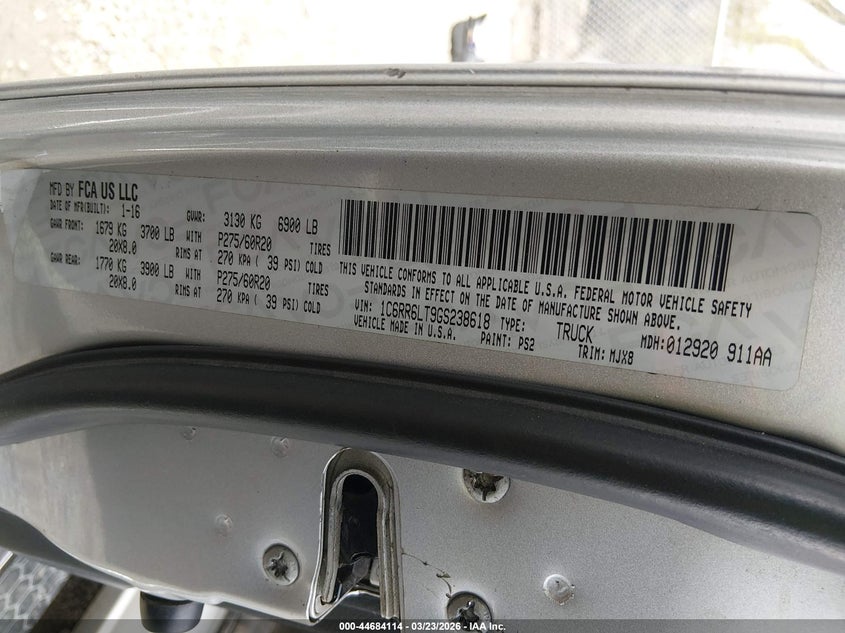 MFD BY FCA US LLC
DATE OF MFR(BUILT): 1-16 GVWR: 3130 KG 6900 LB
GAWR FRONT: 1679 KG 3700 LB WITH P275/60R20 TIRES
20X8.0 RIMS AT 270 KPA ( 39 PSI) COLD
GAWR REAR: 1770 KG 3900 LB WITH P275/60R20 TIRES
20X8.0 RIMS AT 270 KPA ( 39 PSI) COLD
THIS VEHICLE CONFORMS TO ALL APPLICABLE U.S.A. FEDERAL MOTOR VEHICLE SAFETY
STANDARDS IN EFFECT ON THE DATE OF MANUFACTURE SHOWN ABOVE.
VIN: 1C6RR6LT9GS238618 TYPE: TRUCK MDH: 012920 911AA
VEHICLE MADE IN U.S.A. PAINT: PS2 TRIM: MJX8
000-44684114 - 03/23/2026 - IAA Inc.